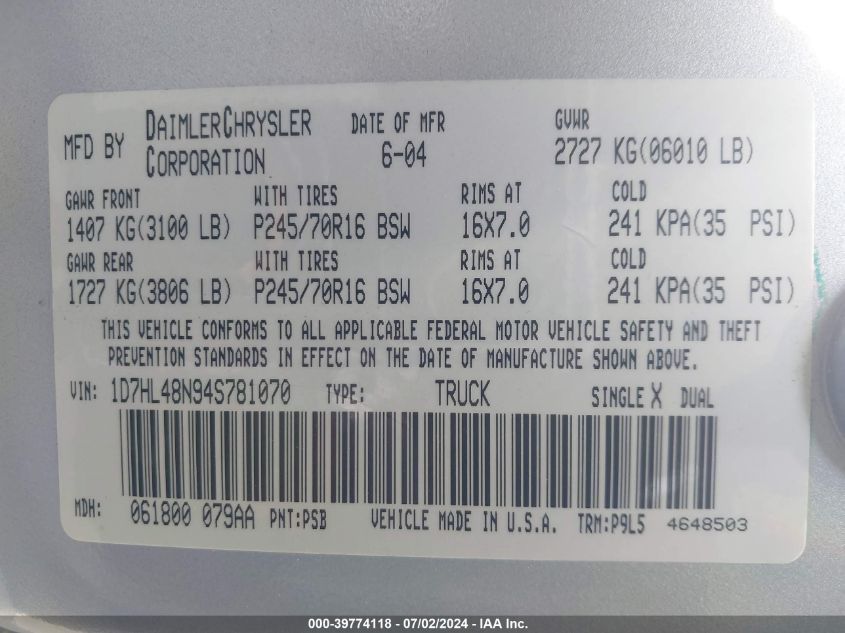 MFD BY DAIMLERCHRYSLER CORPORATION DATE OF MFR 6-04 GVWR 2727 KG(06010 LB)
GAWR FRONT WITH TIRES RIMS AT COLD
1407 KG(3100 LB) P245/70R16 BSW 16X7.0 241 KPA(35 PSI)
GAWR REAR WITH TIRES RIMS AT COLD
1727 KG(3806 LB) P245/70R16 BSW 16X7.0 241 KPA(35 PSI)
THIS VEHICLE CONFORMS TO ALL APPLICABLE FEDERAL MOTOR VEHICLE SAFETY AND THEFT
PREVENTION STANDARDS IN EFFECT ON THE DATE OF MANUFACTURE SHOWN ABOVE.
VIN: 1D7HL48N94S781070 TYPE: TRUCK SINGLE X DUAL
MDH: 061800 079AA PNT:PSB VEHICLE MADE IN U.S.A. TRM:P9L5 4648503
000-39774118 - 07/02/2024 - IAA Inc.